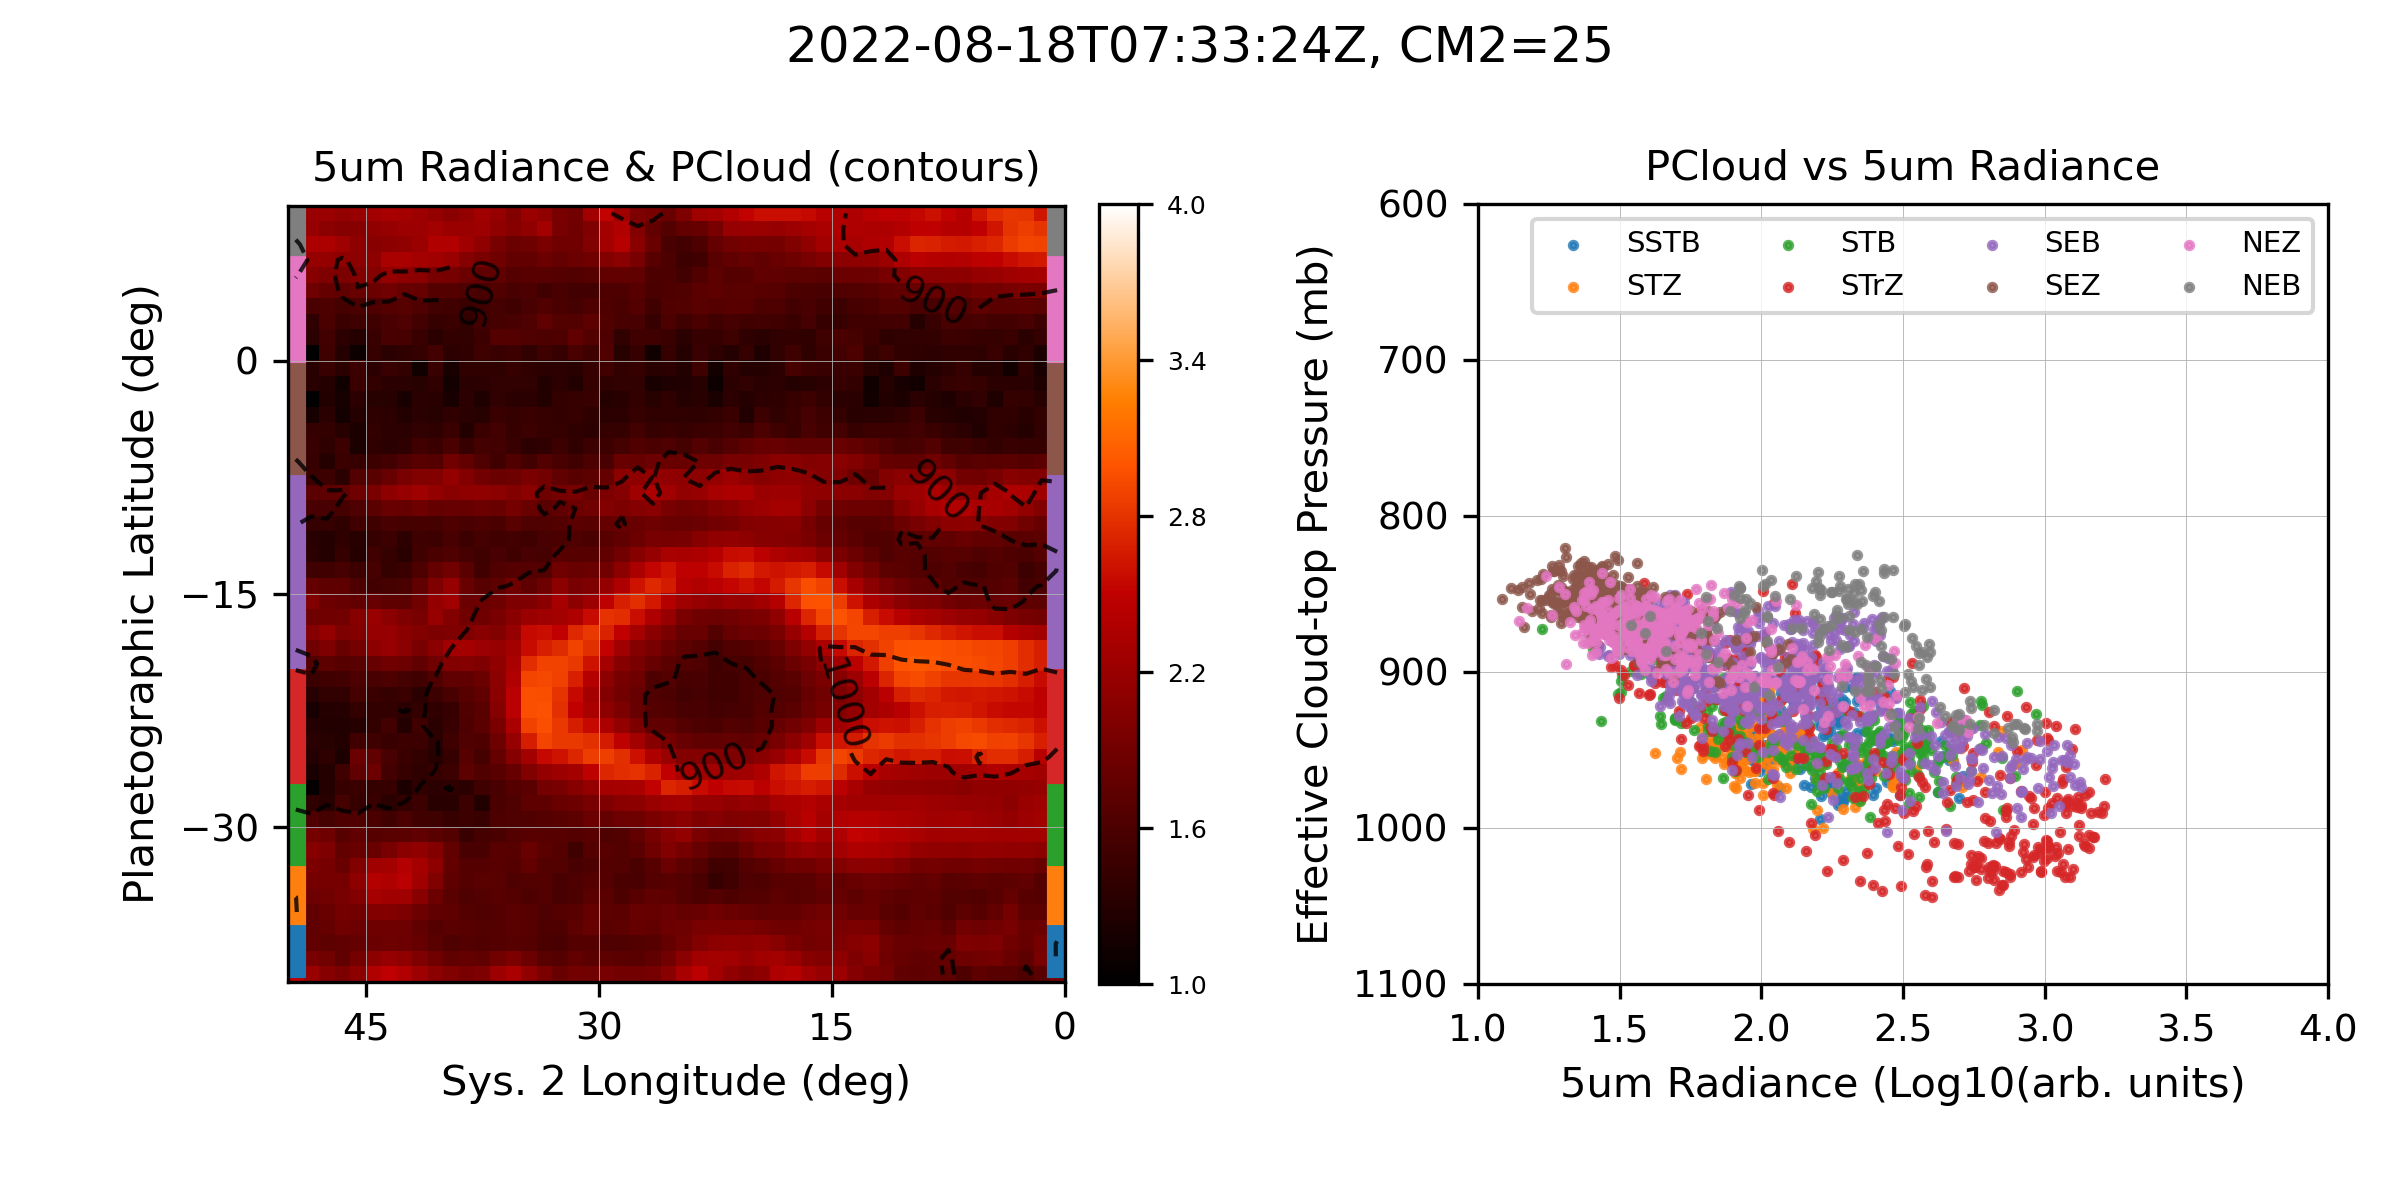 2022-08-18T07:33:24Z, CM2=25
5um Radiance & PCloud (contours)
Planetographic Latitude (deg)
0
−15
−30
45
30
15
0
Sys. 2 Longitude (deg)
900
900
900
1000
900
4.0
3.4
2.8
2.2
1.6
1.0
PCloud vs 5um Radiance
Effective Cloud-top Pressure (mb)
600
700
800
900
1000
1100
SSTB
STZ
STB
STrZ
SEB
SEZ
NEZ
NEB
1.0
1.5
2.0
2.5
3.0
3.5
4.0
5um Radiance (Log10(arb. units)